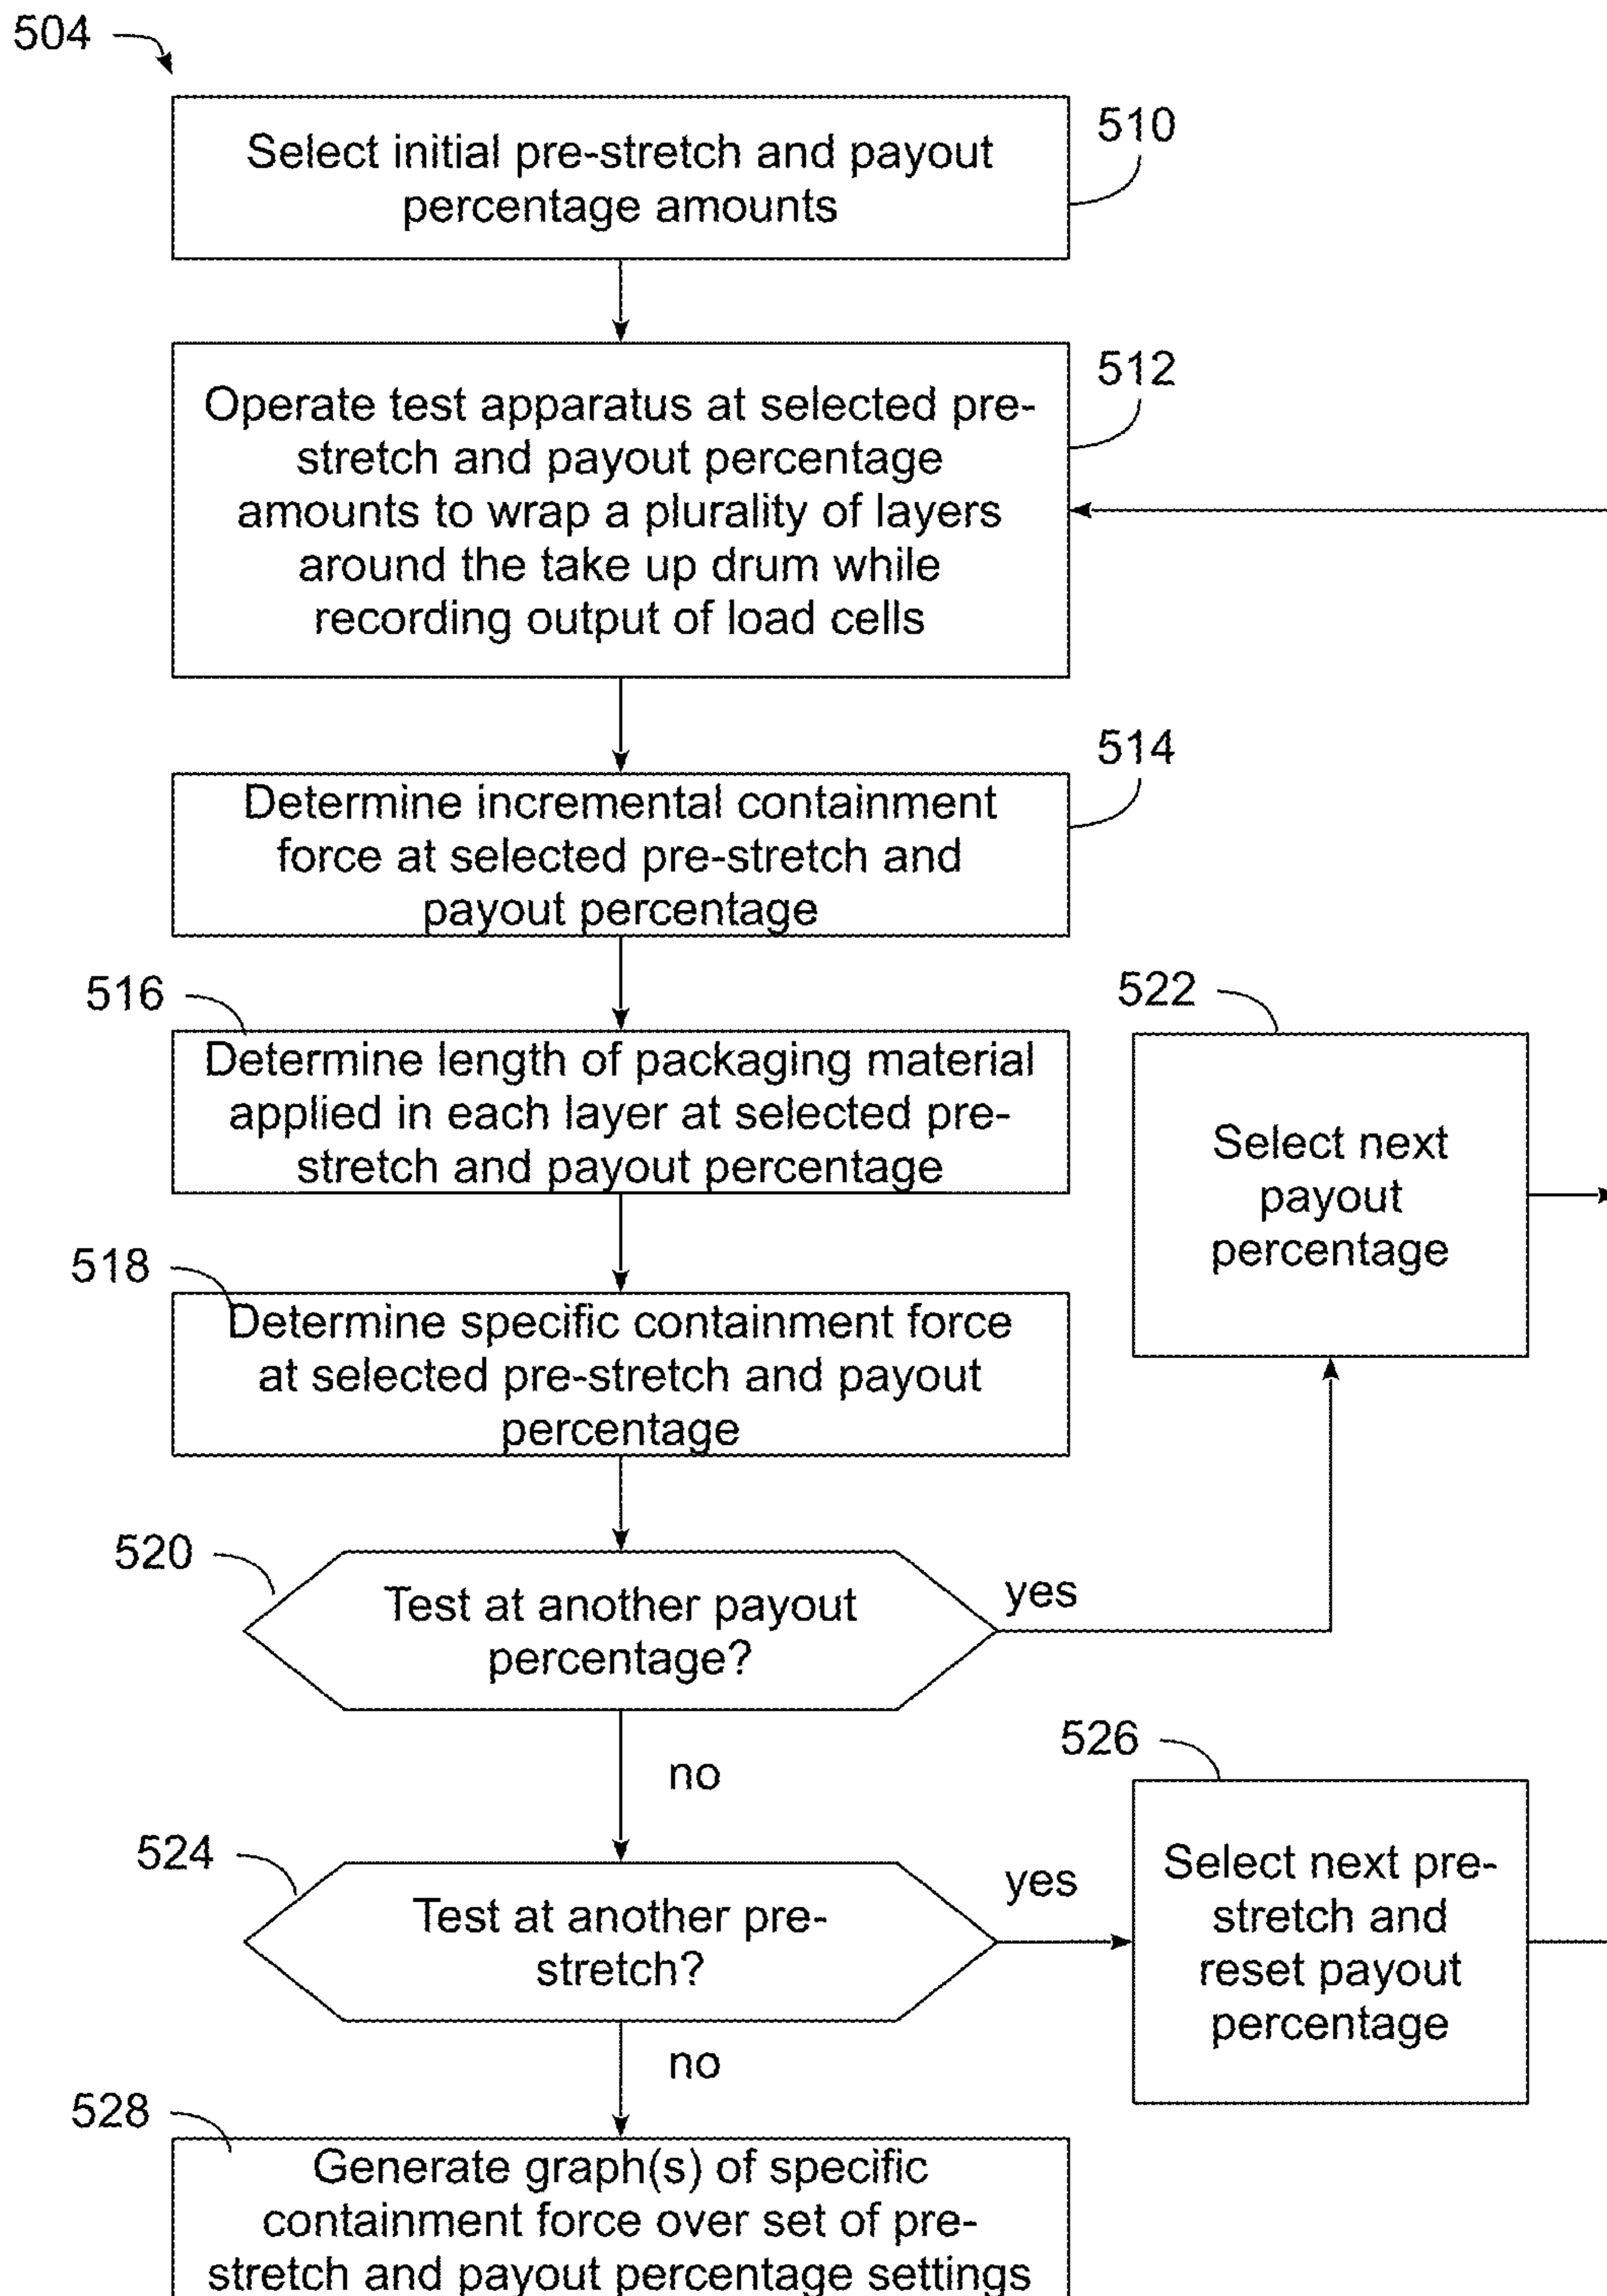 504
510
Select initial pre-stretch and payout
percentage amounts
512
Operate test apparatus at selected pre-
stretch and payout percentage
amounts to wrap a plurality of layers
around the take up drum while
recording output of load cells
514
Determine incremental containment
force at selected pre-stretch and
payout percentage
516
Determine length of packaging material
applied in each layer at selected pre-
stretch and payout percentage
522
Select next
payout
percentage
518
Determine specific containment force
at selected pre-stretch and payout
percentage
520
Test at another payout
percentage?
yes
no
524
Test at another pre-
stretch?
yes
526
Select next pre-
stretch and
reset payout
percentage
no
528
Generate graph(s) of specific
containment force over set of pre-
stretch and payout percentage settings